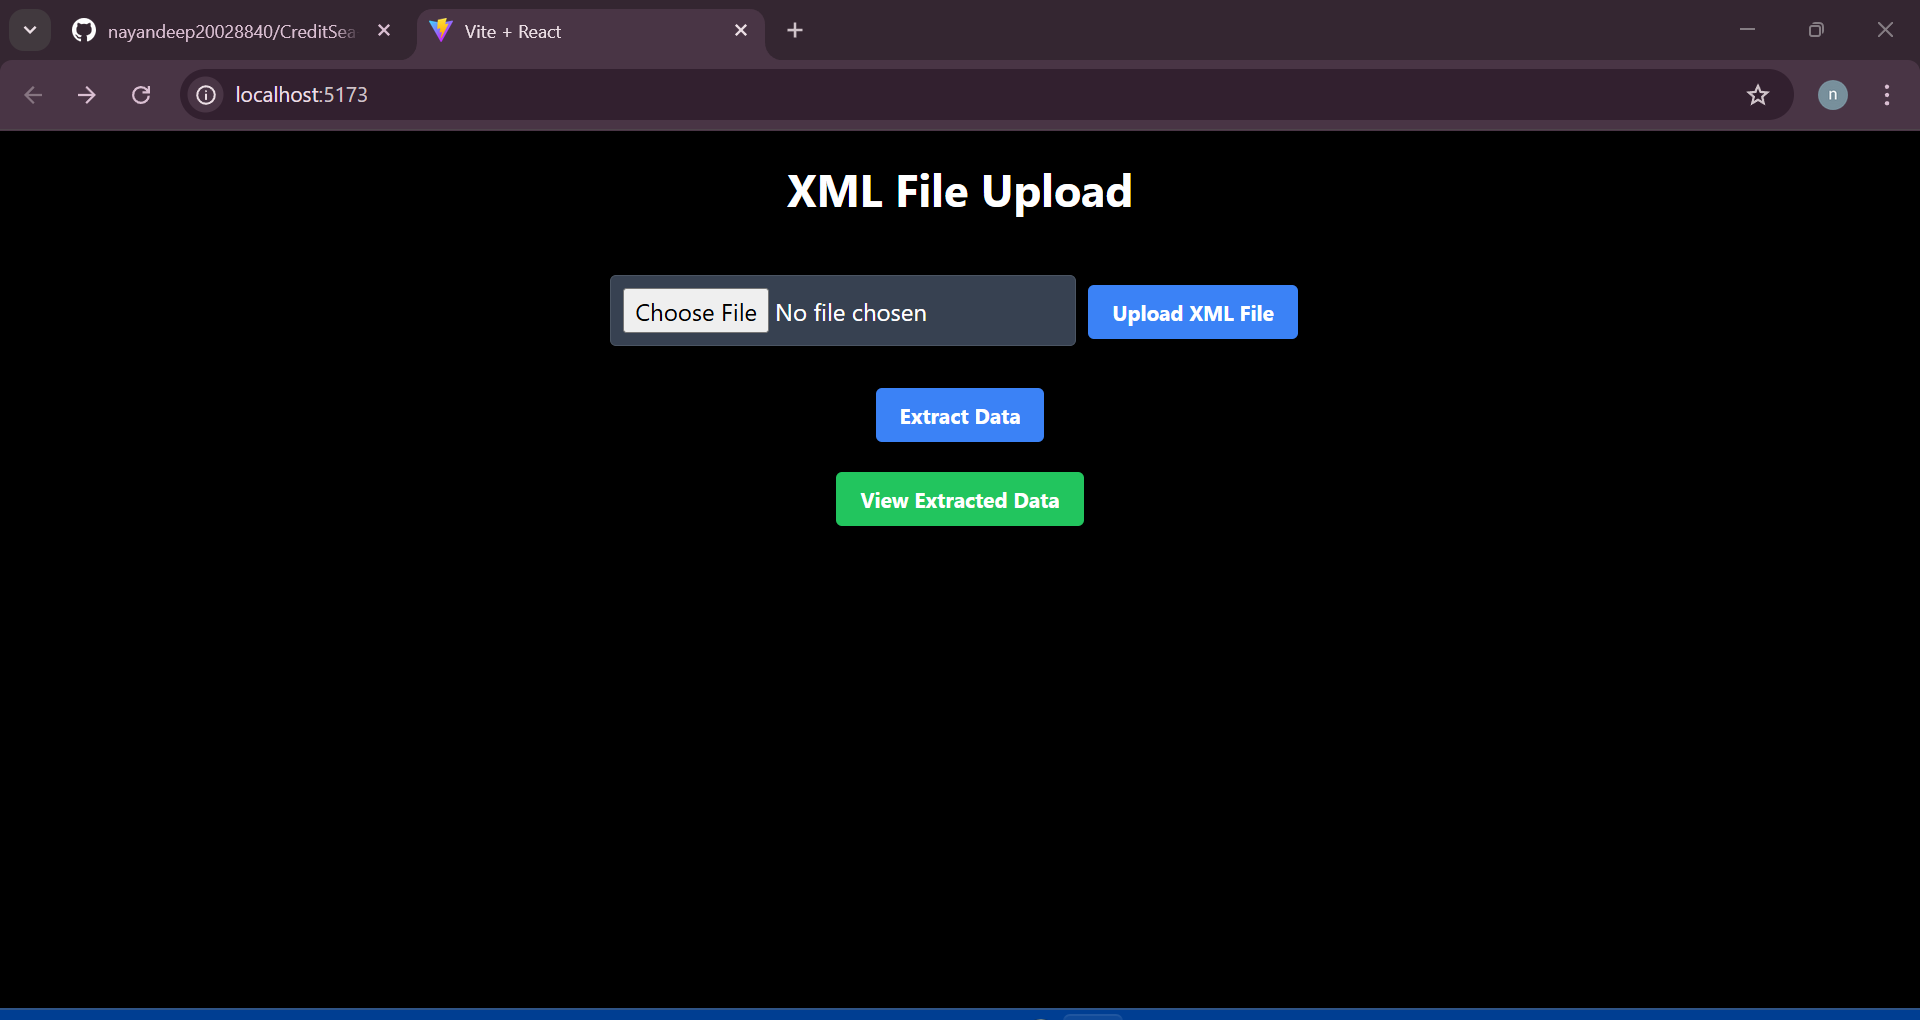 nayandeep20028840/CreditSea
Vite + React
localhost:5173
n
XML File Upload
Choose File No file chosen
Upload XML File
Extract Data
View Extracted Data